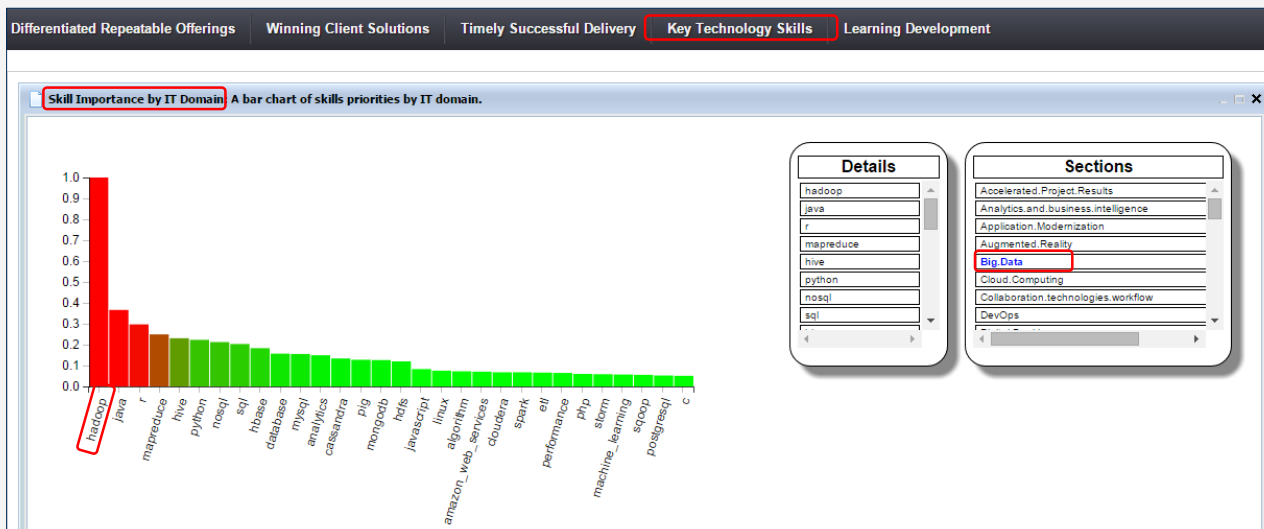 Differentiated Repeatable Offerings Winning Client Solutions Timely Successful Delivery Key Technology Skills Learning Development
Skill Importance by IT Domain: A bar chart of skills priorities by IT domain.
1.0
0.9
0.8
0.7
0.6
0.5
0.4
0.3
0.2
0.1
0.0
hadoop
java
r
mapreduce
hive
python
nosql
sql
hbase
database
mysql
analytics
cassandra
pig
mongodb
hdfs
javascript
linux
algorithm
amazon_web_services
cloudera
spark
etl
performance
php
storm
machine_learning
sqoop
postgresql
c
Details
hadoop
java
r
mapreduce
hive
python
nosql
sql
Sections
Accelerated.Project.Results
Analytics.and.business.intelligence
Application.Modernization
Augmented.Reality
Big.Data
Cloud.Computing
Collaboration.technologies.workflow
DevOps